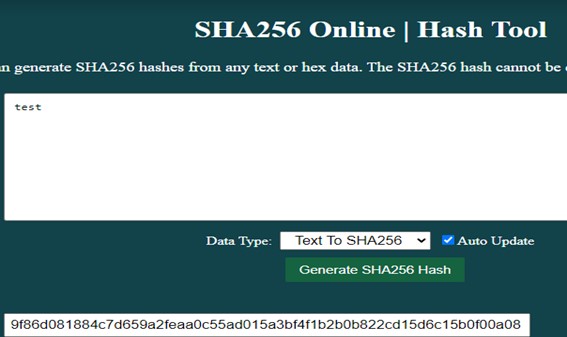 SHA256 Online | Hash Tool
n generate SHA256 hashes from any text or hex data. The SHA256 hash cannot be
test
Data Type: Text To SHA256 Auto Update
Generate SHA256 Hash
9f86d081884c7d659a2feaa0c55ad015a3bf4f1b2b0b822cd15d6c15b0f00a08